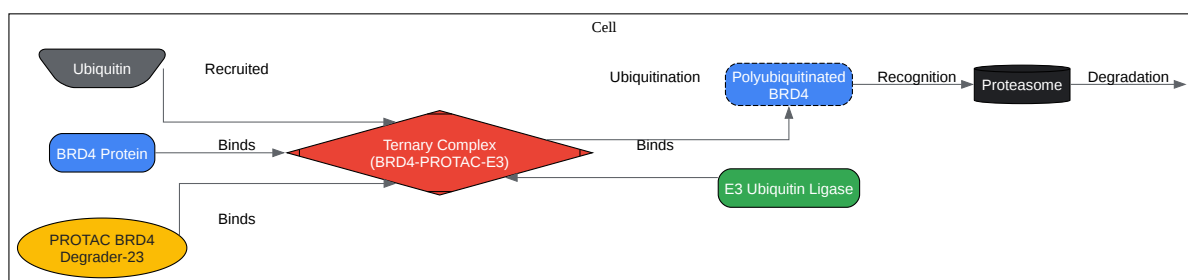 Cell
Ubiquitin
Recruited
Ubiquitination
Polyubiquitinated
BRD4
Recognition
Proteasome
Degradation
BRD4 Protein
Binds
Ternary Complex
(BRD4-PROTAC-E3)
Binds
E3 Ubiquitin Ligase
Binds
PROTAC BRD4
Degrader-23